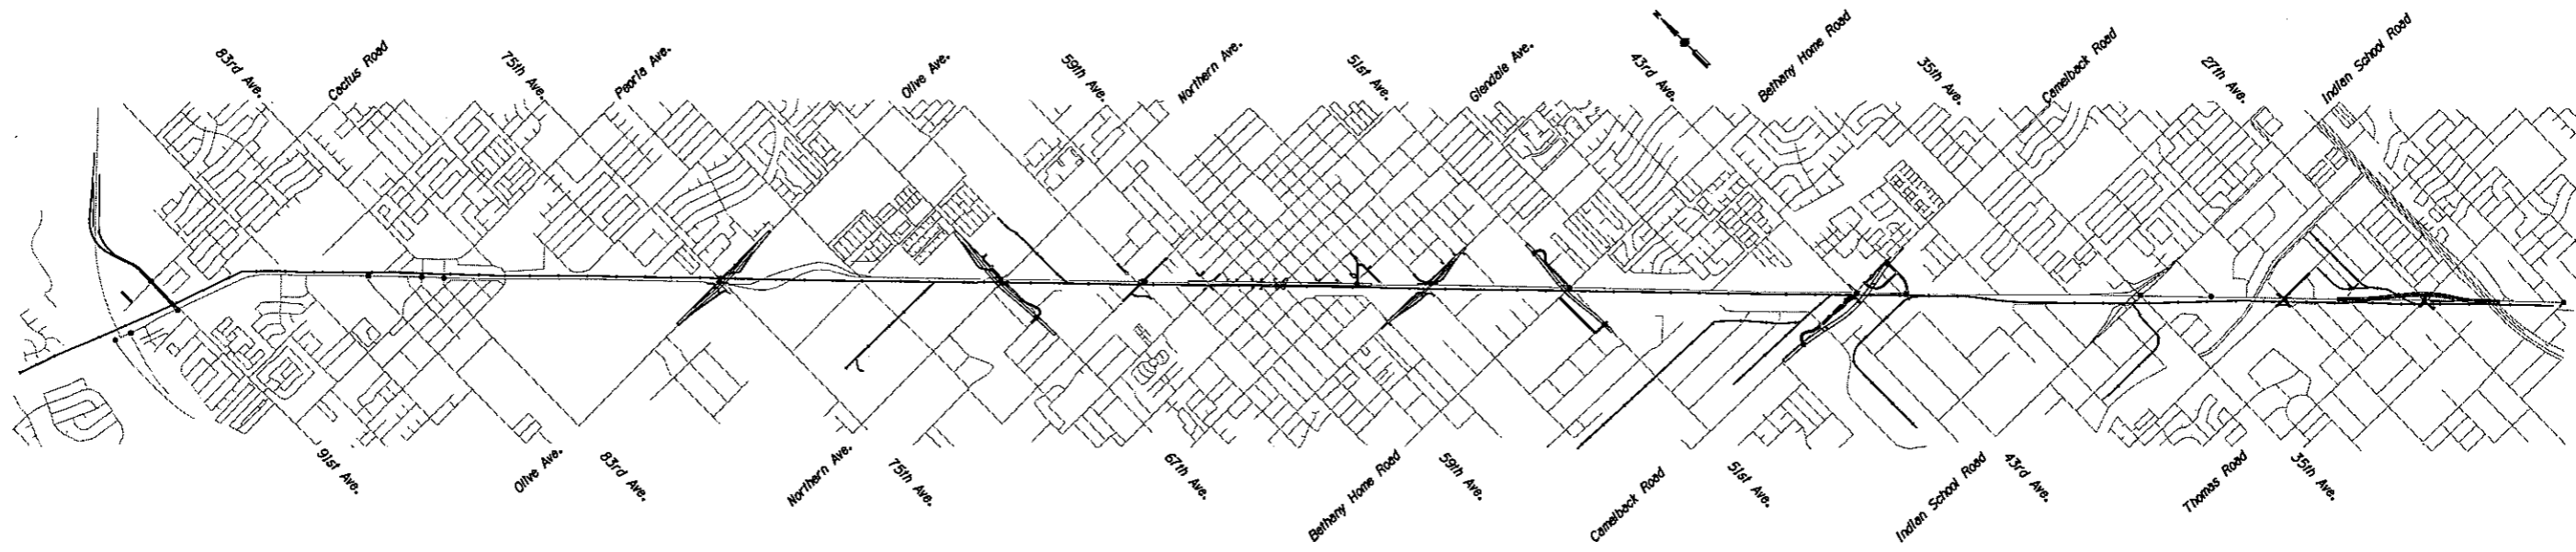 83rd Ave.
Cactus Road
75th Ave.
Peoria Ave.
Olive Ave.
59th Ave.
Northern Ave.
51st Ave.
Glendale Ave.
N
43rd Ave.
Bethany Home Road
35th Ave.
Camelback Road
27th Ave.
Indian School Road
91st Ave.
Olive Ave.
83rd Ave.
Northern Ave.
75th Ave.
67th Ave.
Bethany Home Road
59th Ave.
Camelback Road
51st Ave.
Indian School Road
43rd Ave.
Thomas Road
35th Ave.